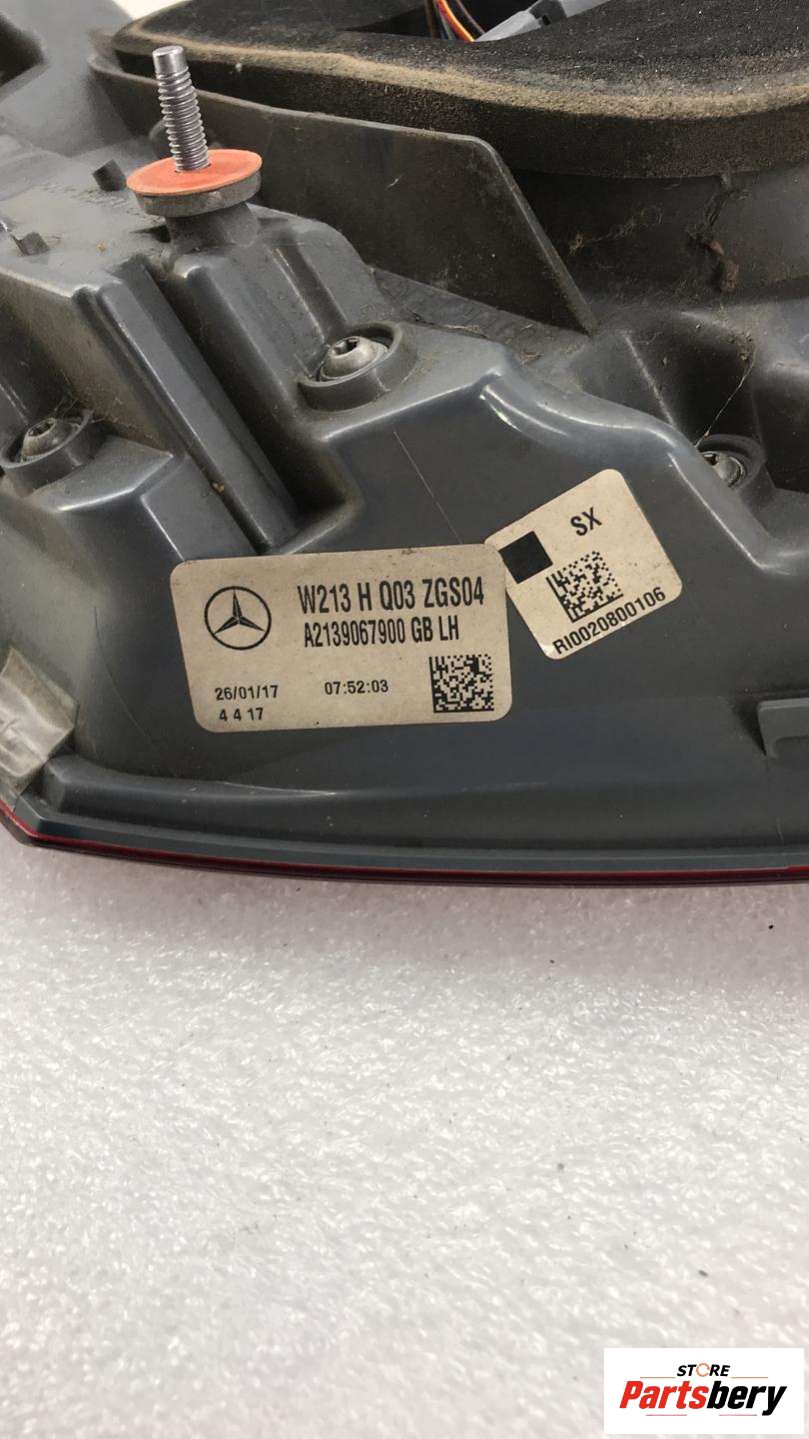 SX
RI0020800106
W213 H Q03 ZGS04
A2139067900 GB LH
26/01/17 07:52:03
4 4 17
STORE
Partsbery